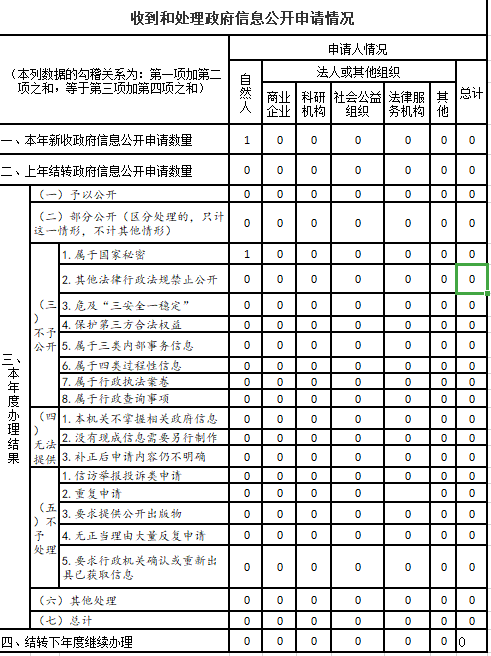 收到和处理政府信息公开申请情况
（本列数据的勾稽关系为：第一项加第二
项之和，等于第三项加第四项之和）
申请人情况
自然人
法人或其他组织
总计
商业企业
科研机构
社会公益组织
法律服务机构
其他
一、本年新收政府信息公开申请数量 1 0 0 0 0 0 0
二、上年结转政府信息公开申请数量 0 0 0 0 0 0 0
三、本年度办理结果
（一）予以公开 0 0 0 0 0 0 0
（二）部分公开（区分处理的，只计
这一情形，不计其他情形） 0 0 0 0 0 0 0
（三）不予公开
1.属于国家秘密 1 0 0 0 0 0 0
2.其他法律行政法规禁止公开 0 0 0 0 0 0 0
3.危及“三安全一稳定” 0 0 0 0 0 0 0
4.保护第三方合法权益 0 0 0 0 0 0 0
5.属于三类内部事务信息 0 0 0 0 0 0 0
6.属于四类过程性信息 0 0 0 0 0 0 0
7.属于行政执法案卷 0 0 0 0 0 0 0
8.属于行政查询事项 0 0 0 0 0 0 0
（四）无法提供
1.本机关不掌握相关政府信息 0 0 0 0 0 0 0
2.没有现成信息需要另行制作 0 0 0 0 0 0 0
3.补正后申请内容仍不明确 0 0 0 0 0 0 0
（五）不予处理
1.信访举报投诉类申请 0 0 0 0 0 0 0
2.重复申请 0 0 0 0 0 0
3.要求提供公开出版物 0 0 0 0 0 0 0
4.无正当理由大量反复申请 0 0 0 0 0 0 0
5.要求行政机关确认或重新出
具已获取信息 0 0 0 0 0 0 0
（六）其他处理 0 0 0 0 0 0 0
（七）总计 0 0 0 0 0 0 0
四、结转下年度继续办理 0 0 0 0 0 0 0